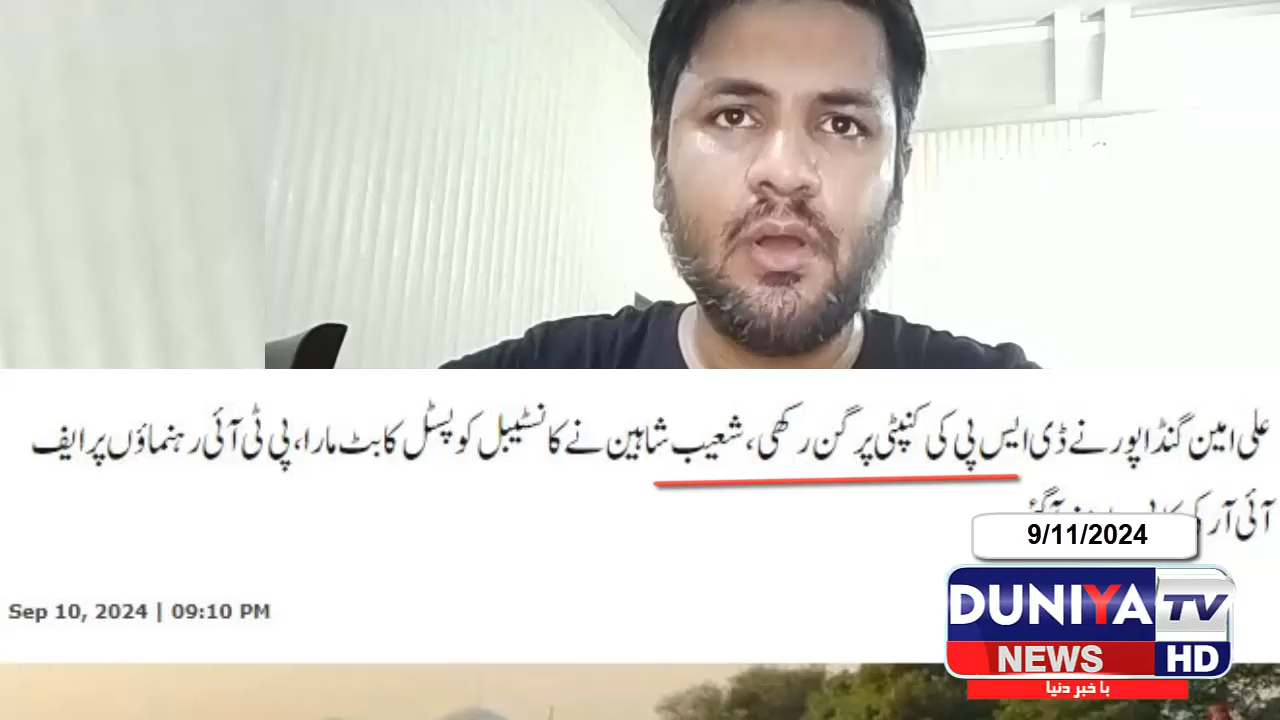 علی امین گنڈاپور نے ڈی ایس پی کی کنپٹی پر گن رکھی، شعیب شاہین نے کانسٹیبل کو پسٹل کا بٹ مارا، پی ٹی آئی رہنماؤں پر ایف
آئی آر
9/11/2024
Sep 10, 2024 | 09:10 PM
DUNIYA TV
NEWS HD
با خبر دنیا